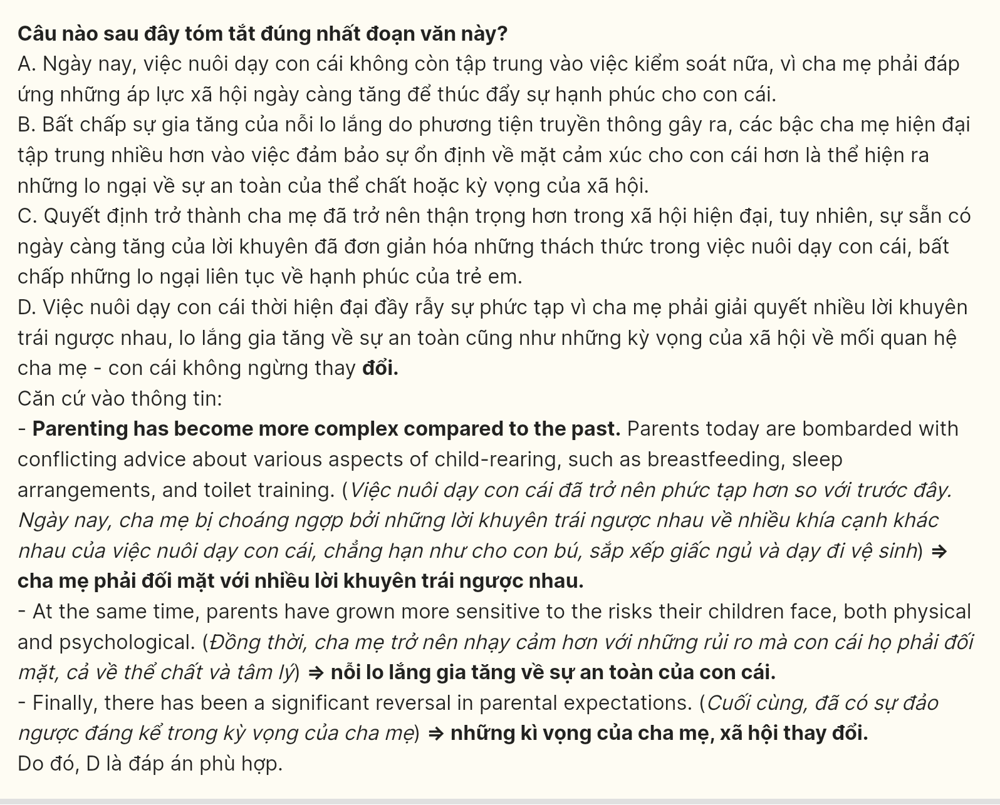 Câu nào sau đây tóm tắt đúng nhất đoạn văn này?
A. Ngày nay, việc nuôi dạy con cái không còn tập trung vào việc kiểm soát nữa, vì cha mẹ phải đáp
ứng những áp lực xã hội ngày càng tăng để thúc đẩy sự hạnh phúc cho con cái.
B. Bất chấp sự gia tăng của nỗi lo lắng do phương tiện truyền thông gây ra, các bậc cha mẹ hiện đại
tập trung nhiều hơn vào việc đảm bảo sự ổn định về mặt cảm xúc cho con cái hơn là thể hiện ra
những lo ngại về sự an toàn của thể chất hoặc kỳ vọng của xã hội.
C. Quyết định trở thành cha mẹ đã trở nên thận trọng hơn trong xã hội hiện đại, tuy nhiên, sự sẵn có
ngày càng tăng của lời khuyên đã đơn giản hóa những thách thức trong việc nuôi dạy con cái, bất
chấp những lo ngại liên tục về hạnh phúc của trẻ em.
D. Việc nuôi dạy con cái thời hiện đại đầy rẫy sự phức tạp vì cha mẹ phải giải quyết nhiều lời khuyên
trái ngược nhau, lo lắng gia tăng về sự an toàn cũng như những kỳ vọng của xã hội về mối quan hệ
cha mẹ - con cái không ngừng thay đổi.
Căn cứ vào thông tin:
- Parenting has become more complex compared to the past. Parents today are bombarded with
conflicting advice about various aspects of child-rearing, such as breastfeeding, sleep
arrangements, and toilet training. (Việc nuôi dạy con cái đã trở nên phức tạp hơn so với trước đây.
Ngày nay, cha mẹ bị choáng ngợp bởi những lời khuyên trái ngược nhau về nhiều khía cạnh khác
nhau của việc nuôi dạy con cái, chẳng hạn như cho con bú, sắp xếp giấc ngủ và dạy đi vệ sinh) ⇒
cha mẹ phải đối mặt với nhiều lời khuyên trái ngược nhau.
- At the same time, parents have grown more sensitive to the risks their children face, both physical
and psychological. (Đồng thời, cha mẹ trở nên nhạy cảm hơn với những rủi ro mà con cái họ phải đối
mặt, cả về thể chất và tâm lý) ⇒ nỗi lo lắng gia tăng về sự an toàn của con cái.
- Finally, there has been a significant reversal in parental expectations. (Cuối cùng, đã có sự đảo
ngược đáng kể trong kỳ vọng của cha mẹ) ⇒ những kì vọng của cha mẹ, xã hội thay đổi.
Do đó, D là đáp án phù hợp.